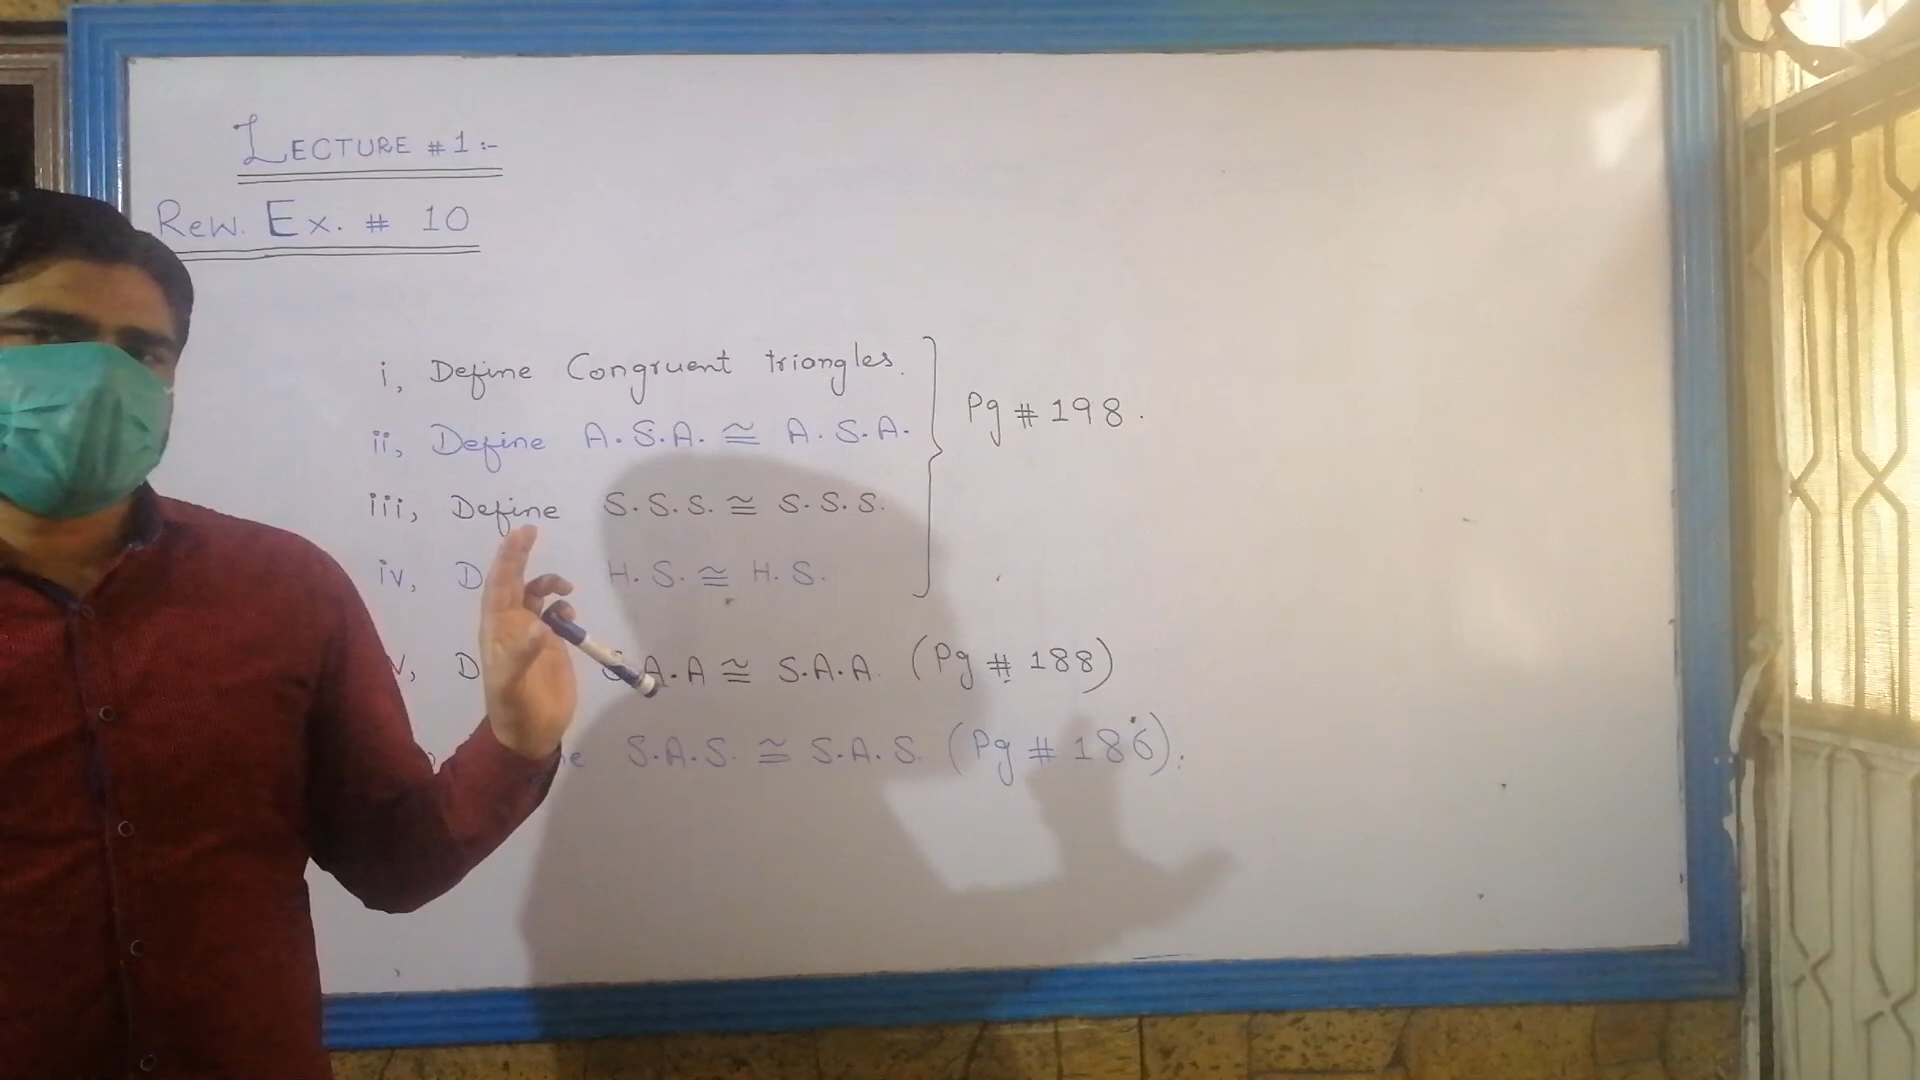 LECTURE #1:-
Rew. Ex. # 10
i, Define Congruent triangles.
ii, Define A.S.A. ≅ A.S.A.
iii, Define S.S.S. ≅ S.S.S.
iv, D H.S. ≅ H.S.
Pg # 198.
v, D S.A.A ≅ S.A.A. (Pg # 188)
e S.A.S. ≅ S.A.S. (Pg # 186).